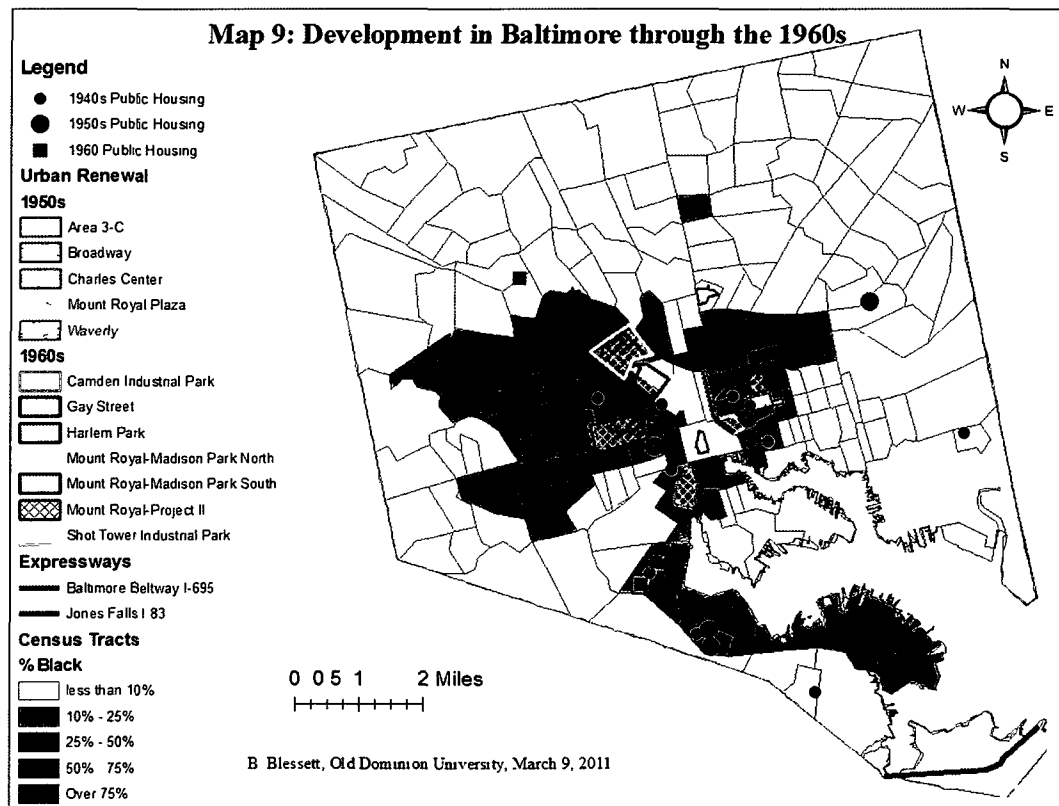 Map 9: Development in Baltimore through the 1960s
Legend
1940s Public Housing
1950s Public Housing
1960 Public Housing
Urban Renewal
1950s
Area 3-C
Broadway
Charles Center
Mount Royal Plaza
Waverly
1960s
Camden Industrial Park
Gay Street
Harlem Park
Mount Royal-Madison Park North
Mount Royal-Madison Park South
Mount Royal-Project II
Shot Tower Industrial Park
Expressways
Baltimore Beltway I-695
Jones Falls I 83
Census Tracts
% Black
less than 10%
10% - 25%
25% - 50%
50% 75%
Over 75%
N
W E
S
0 0 5 1 2 Miles
B Blessett, Old Dominion University, March 9, 2011